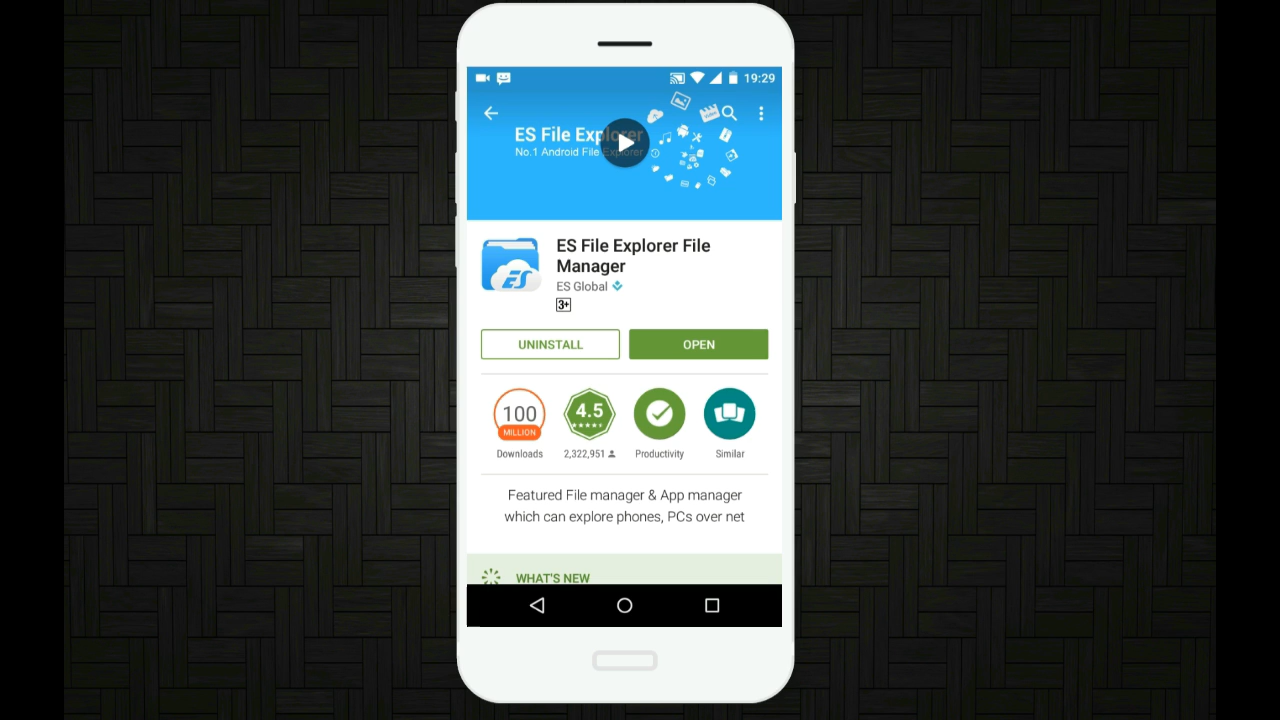 19:29
ES File Explorer
No.1 Android File Explorer
ES File Explorer File
Manager
ES Global
3+
UNINSTALL
OPEN
ES
100
MILLION
4.5
Downloads
2,322,951
Productivity
Similar
Featured File manager & App manager
which can explore phones, PCs over net
WHAT'S NEW